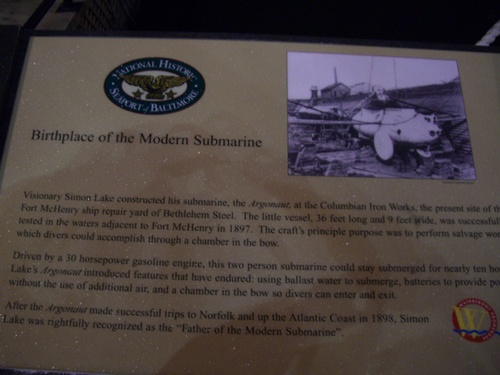 NATIONAL HISTORIC
SEAPORT of BALTIMORE
Birthplace of the Modern Submarine
Visionary Simon Lake constructed his submarine, the Argonaut, at the Columbian Iron Works, the present site of th
Fort McHenry ship repair yard of Bethlehem Steel. The little vessel, 36 feet long and 9 feet wide, was successful
tested in the waters adjacent to Fort McHenry in 1897. The craft's principle purpose was to perform salvage wor
which divers could accomplish through a chamber in the bow.
Driven by a 30 horsepower gasoline engine, this two person submarine could stay submerged for nearly ten ho
Lake's Argonaut introduced features that have endured: using ballast water to submerge, batteries to provide po
without the use of additional air, and a chamber in the bow so divers can enter and exit.
After the Argonaut made successful trips to Norfolk and up the Atlantic Coast in 1898, Simon
Lake was rightfully recognized as the "Father of the Modern Submarine".
W